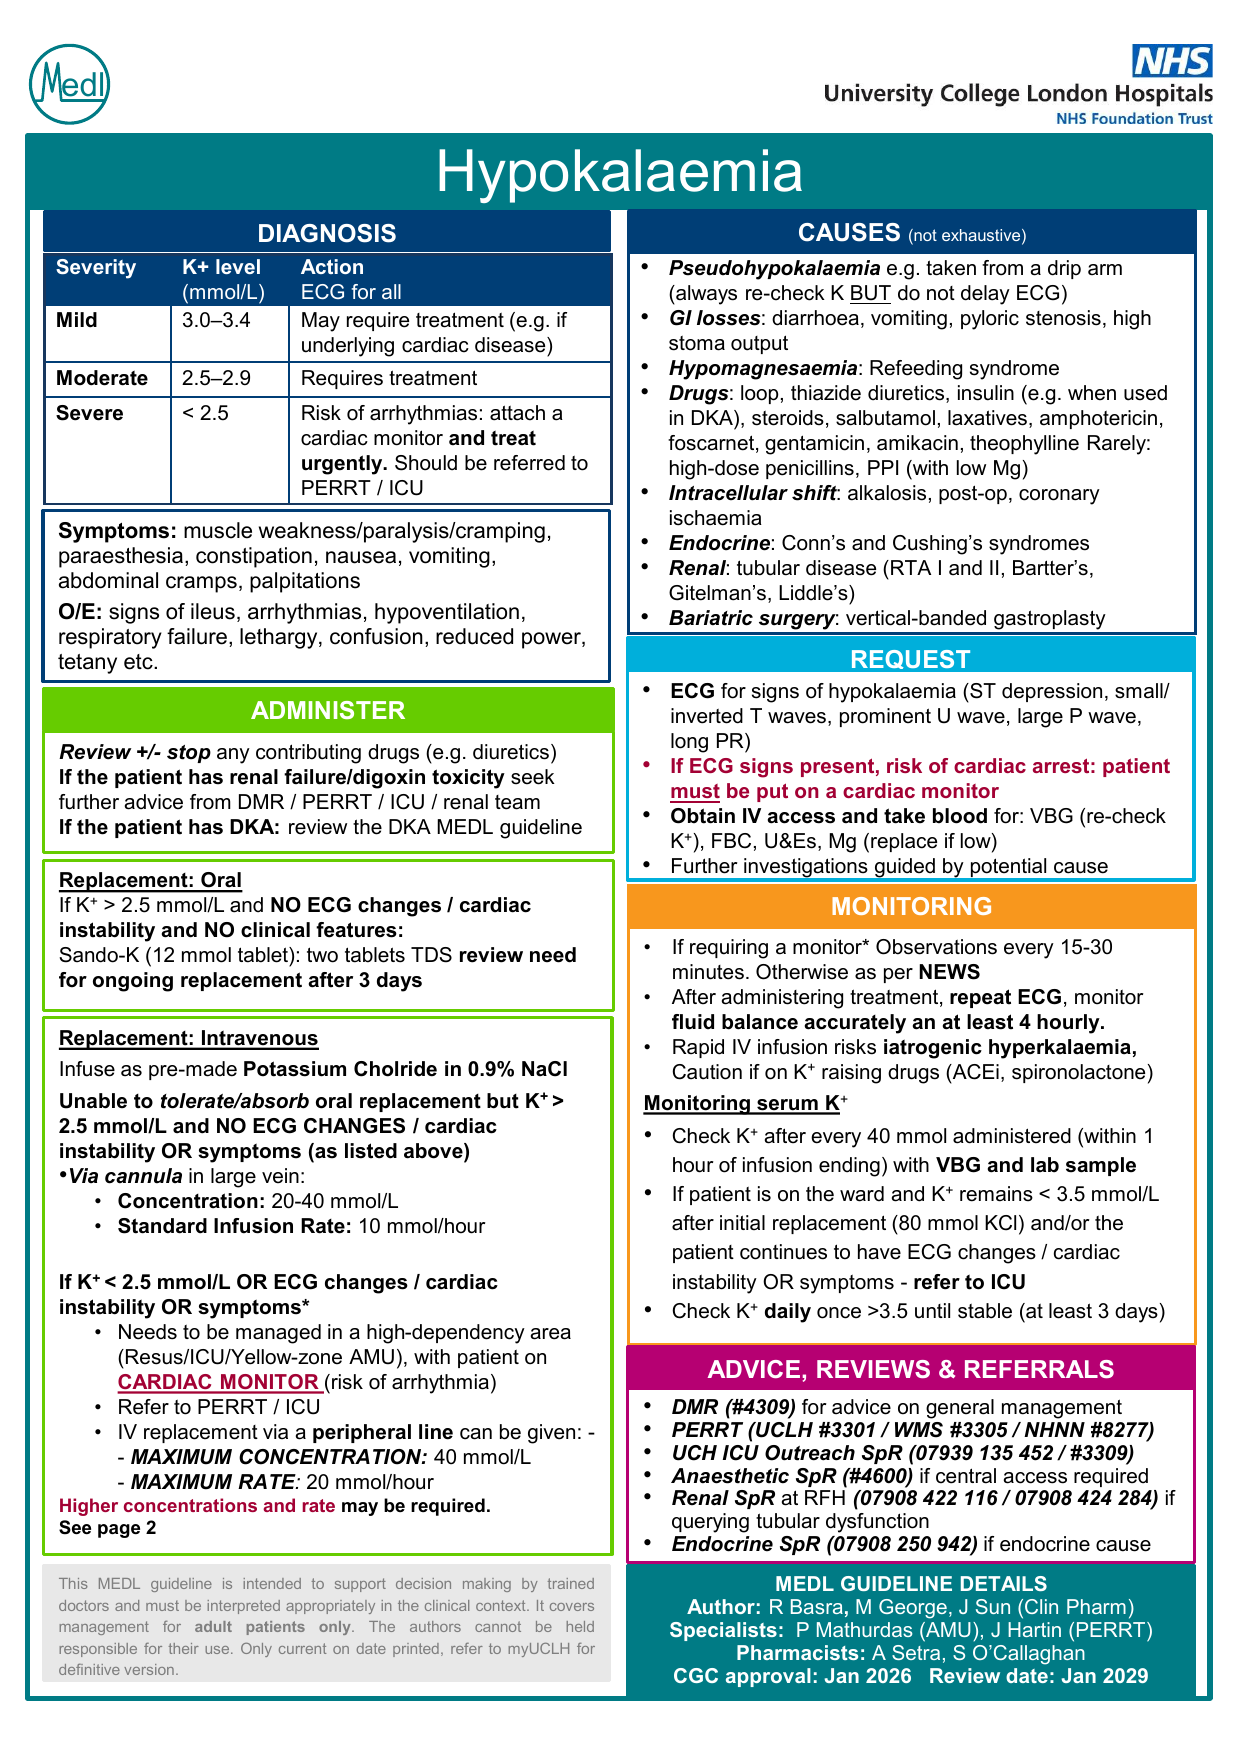 Medl
NHS
University College London Hospitals
NHS Foundation Trust
Hypokalaemia
DIAGNOSIS
Severity K+ level Action
(mmol/L) ECG for all
Mild 3.0–3.4 May require treatment (e.g. if
underlying cardiac disease)
Moderate 2.5–2.9 Requires treatment
Severe < 2.5 Risk of arrhythmias: attach a
cardiac monitor and treat
urgently. Should be referred to
PERRT / ICU
Symptoms: muscle weakness/paralysis/cramping,
paraesthesia, constipation, nausea, vomiting,
abdominal cramps, palpitations
O/E: signs of ileus, arrhythmias, hypoventilation,
respiratory failure, lethargy, confusion, reduced power,
tetany etc.
ADMINISTER
Review +/- stop any contributing drugs (e.g. diuretics)
If the patient has renal failure/digoxin toxicity seek
further advice from DMR / PERRT / ICU / renal team
If the patient has DKA: review the DKA MEDL guideline
Replacement: Oral
If K+ > 2.5 mmol/L and NO ECG changes / cardiac
instability and NO clinical features:
Sando-K (12 mmol tablet): two tablets TDS review need
for ongoing replacement after 3 days
Replacement: Intravenous
Infuse as pre-made Potassium Cholride in 0.9% NaCl
Unable to tolerate/absorb oral replacement but K+ >
2.5 mmol/L and NO ECG CHANGES / cardiac
instability OR symptoms (as listed above)
•Via cannula in large vein:
• Concentration: 20-40 mmol/L
• Standard Infusion Rate: 10 mmol/hour
If K+ < 2.5 mmol/L OR ECG changes / cardiac
instability OR symptoms*
• Needs to be managed in a high-dependency area
(Resus/ICU/Yellow-zone AMU), with patient on
CARDIAC MONITOR (risk of arrhythmia)
• Refer to PERRT / ICU
• IV replacement via a peripheral line can be given: -
- MAXIMUM CONCENTRATION: 40 mmol/L
- MAXIMUM RATE: 20 mmol/hour
Higher concentrations and rate may be required.
See page 2
This MEDL guideline is intended to support decision making by trained
doctors and must be interpreted appropriately in the clinical context. It covers
management for adult patients only. The authors cannot be held
responsible for their use. Only current on date printed, refer to myUCLH for
definitive version.
CAUSES (not exhaustive)
• Pseudohypokalaemia e.g. taken from a drip arm
(always re-check K BUT do not delay ECG)
• GI losses: diarrhoea, vomiting, pyloric stenosis, high
stoma output
• Hypomagnesaemia: Refeeding syndrome
• Drugs: loop, thiazide diuretics, insulin (e.g. when used
in DKA), steroids, salbutamol, laxatives, amphotericin,
foscarnet, gentamicin, amikacin, theophylline Rarely:
high-dose penicillins, PPI (with low Mg)
• Intracellular shift: alkalosis, post-op, coronary
ischaemia
• Endocrine: Conn’s and Cushing’s syndromes
• Renal: tubular disease (RTA I and II, Bartter’s,
Gitelman’s, Liddle’s)
• Bariatric surgery: vertical-banded gastroplasty
REQUEST
• ECG for signs of hypokalaemia (ST depression, small/
inverted T waves, prominent U wave, large P wave,
long PR)
• If ECG signs present, risk of cardiac arrest: patient
must be put on a cardiac monitor
• Obtain IV access and take blood for: VBG (re-check
K+), FBC, U&Es, Mg (replace if low)
• Further investigations guided by potential cause
MONITORING
• If requiring a monitor* Observations every 15-30
minutes. Otherwise as per NEWS
• After administering treatment, repeat ECG, monitor
fluid balance accurately an at least 4 hourly.
• Rapid IV infusion risks iatrogenic hyperkalaemia,
Caution if on K+ raising drugs (ACEi, spironolactone)
Monitoring serum K+
• Check K+ after every 40 mmol administered (within 1
hour of infusion ending) with VBG and lab sample
• If patient is on the ward and K+ remains < 3.5 mmol/L
after initial replacement (80 mmol KCl) and/or the
patient continues to have ECG changes / cardiac
instability OR symptoms - refer to ICU
• Check K+ daily once >3.5 until stable (at least 3 days)
ADVICE, REVIEWS & REFERRALS
• DMR (#4309) for advice on general management
• PERRT (UCLH #3301 / WMS #3305 / NHNN #8277)
• UCH ICU Outreach SpR (07939 135 452 / #3309)
• Anaesthetic SpR (#4600) if central access required
• Renal SpR at RFH (07908 422 116 / 07908 424 284) if
querying tubular dysfunction
• Endocrine SpR (07908 250 942) if endocrine cause
MEDL GUIDELINE DETAILS
Author: R Basra, M George, J Sun (Clin Pharm)
Specialists: P Mathurdas (AMU), J Hartin (PERRT)
Pharmacists: A Setra, S O’Callaghan
CGC approval: Jan 2026 Review date: Jan 2029